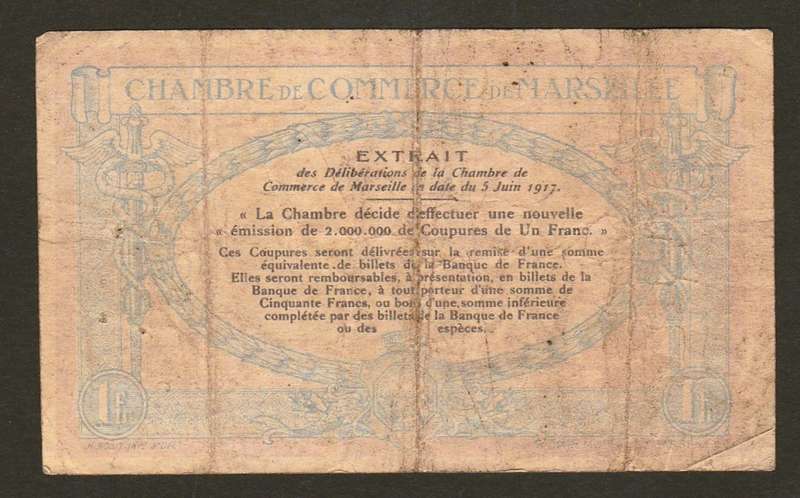 CHAMBRE DE COMMERCE DE MARSEILLE
EXTRAIT
des Délibérations de la Chambre de
Commerce de Marseille en date du 5 Juin 1917.
« La Chambre décide d'effectuer une nouvelle
« émission de 2.000.000 de Coupures de Un Franc. »
Ces Coupures seront délivrées sur la remise d'une somme
équivalente de billets de la Banque de France.
Elles seront remboursables, à présentation, en billets de la
Banque de France, à tout porteur d'une somme de
Cinquante Francs, ou bons d'une somme inférieure
complétée par des billets de la Banque de France
ou des espèces.
1 Fr. 1 Fr.